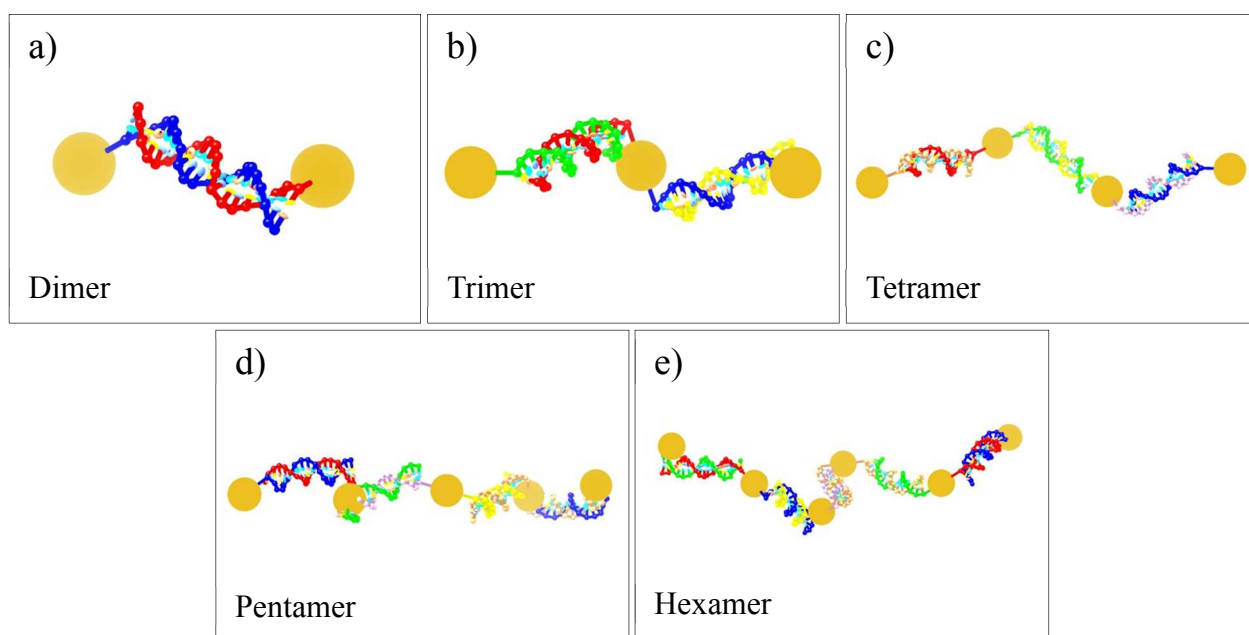 a)
Dimer
b)
Trimer
c)
Tetramer
d)
Pentamer
e)
Hexamer